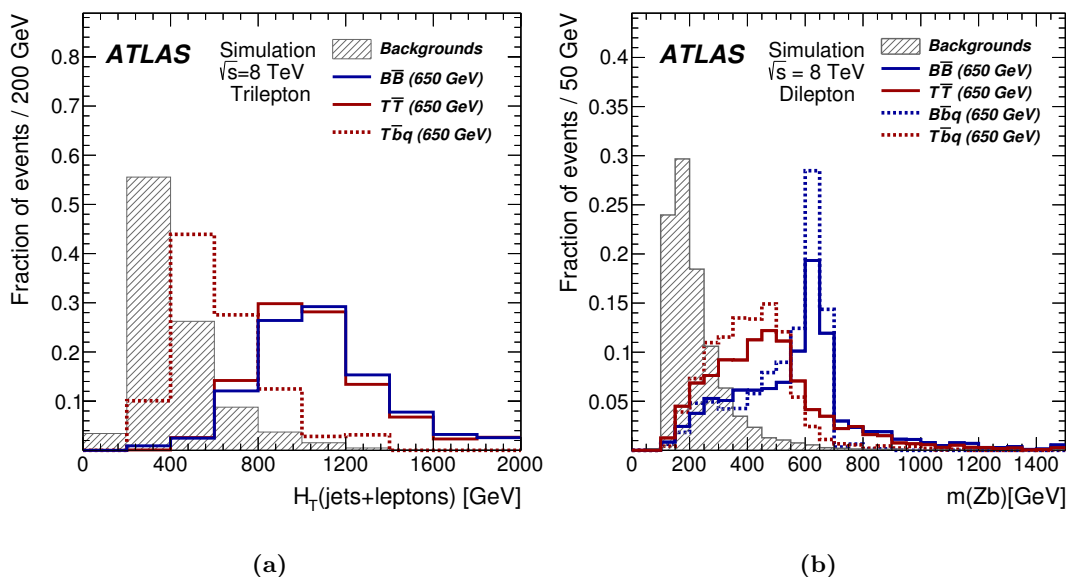 Fraction of events / 200 GeV
0.8
0.7
0.6
0.5
0.4
0.3
0.2
0.1
ATLAS
Simulation
√s=8 TeV
Trilepton
Backgrounds
BB̅ (650 GeV)
TT̅ (650 GeV)
Tb̅q (650 GeV)
0 400 800 1200 1600 2000
H_T(jets+leptons) [GeV]
(a)
Fraction of events / 50 GeV
0.4
0.35
0.3
0.25
0.2
0.15
0.1
0.05
ATLAS
Simulation
√s = 8 TeV
Dilepton
Backgrounds
BB̅ (650 GeV)
TT̅ (650 GeV)
Bb̅q (650 GeV)
Tb̅q (650 GeV)
0 200 400 600 800 1000 1200 1400
m(Zb)[GeV]
(b)